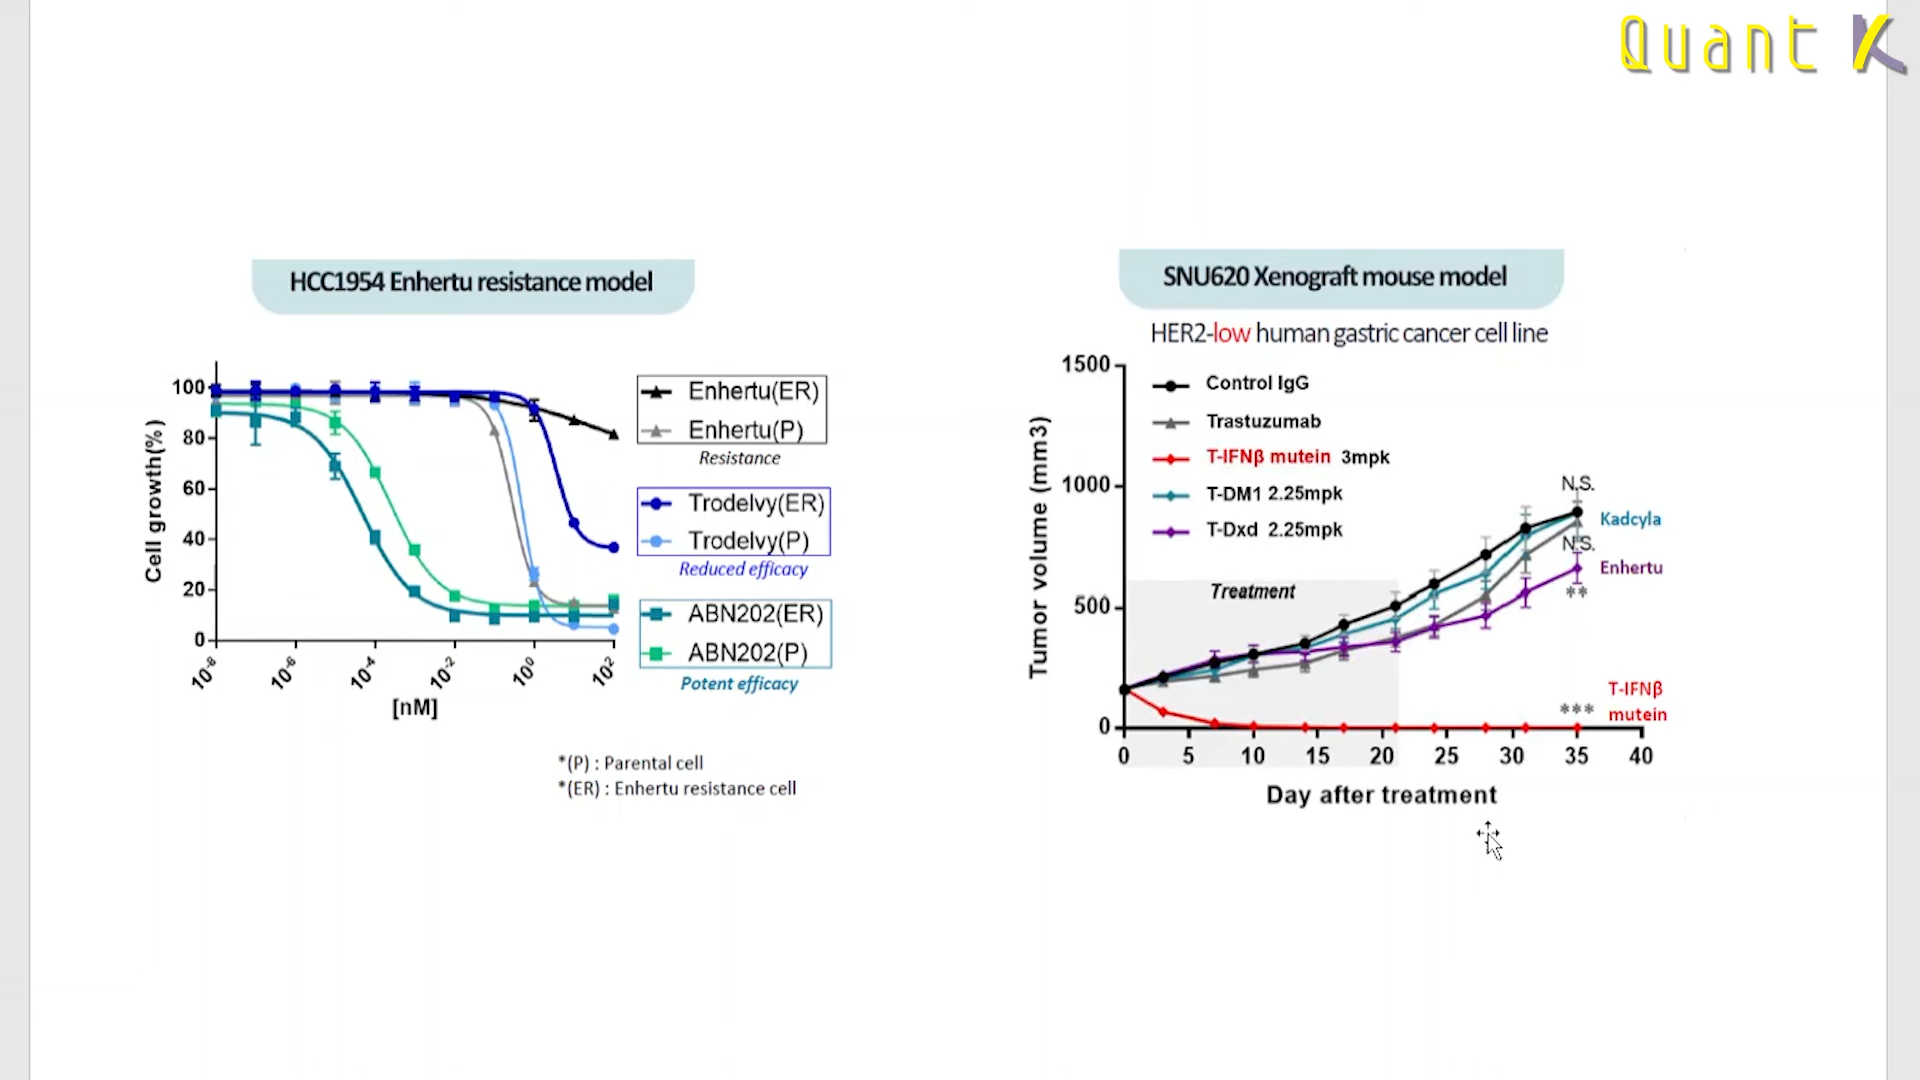 Quant K
HCC1954 Enhertu resistance model
Cell growth(%)
100
80
60
40
20
0
10⁻⁸
10⁻⁶
10⁻⁴
10⁻²
10⁰
10²
[nM]
Enhertu(ER)
Enhertu(P)
Resistance
Trodelvy(ER)
Trodelvy(P)
Reduced efficacy
ABN202(ER)
ABN202(P)
Potent efficacy
*(P) : Parental cell
*(ER) : Enhertu resistance cell
SNU620 Xenograft mouse model
HER2-low human gastric cancer cell line
Tumor volume (mm3)
1500
1000
500
0
Control IgG
Trastuzumab
T-IFNβ mutein 3mpk
T-DM1 2.25mpk
T-Dxd 2.25mpk
Treatment
N.S.
Kadcyla
N.S.
Enhertu
**
T-IFNβ
mutein
***
0 5 10 15 20 25 30 35 40
Day after treatment